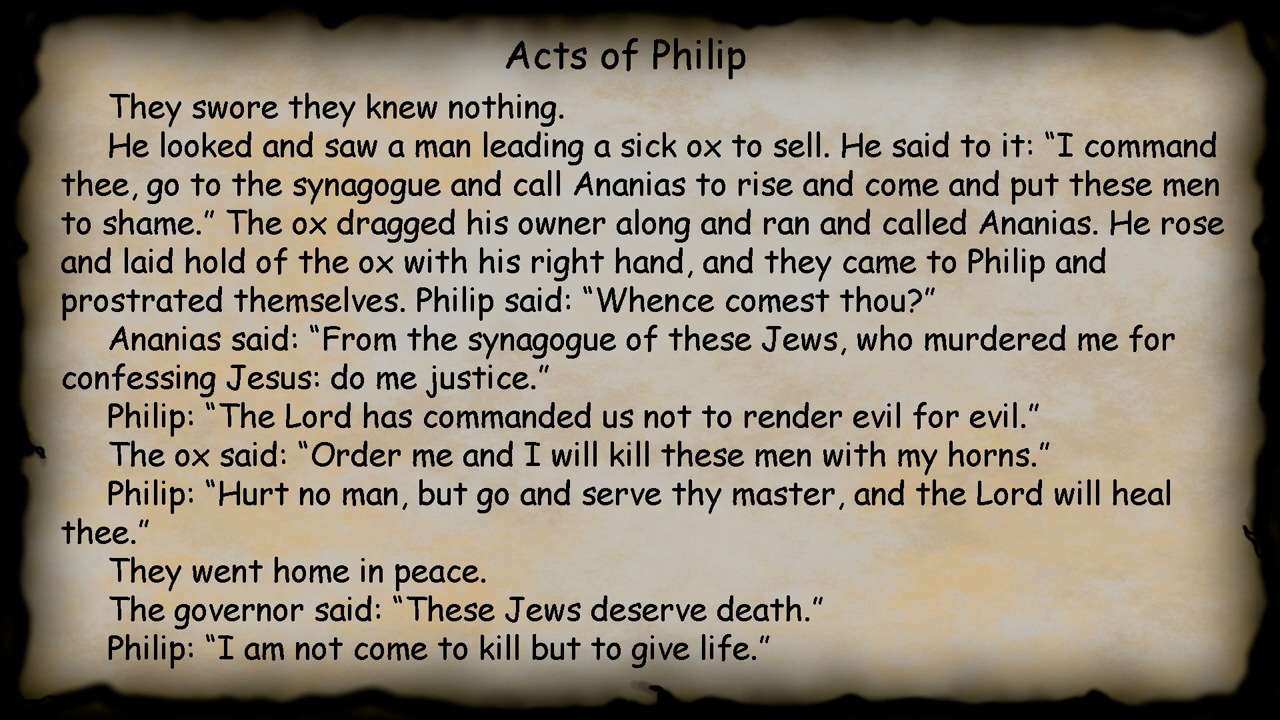 Acts of Philip
They swore they knew nothing.
He looked and saw a man leading a sick ox to sell. He said to it: “I command
thee, go to the synagogue and call Ananias to rise and come and put these men
to shame.” The ox dragged his owner along and ran and called Ananias. He rose
and laid hold of the ox with his right hand, and they came to Philip and
prostrated themselves. Philip said: “Whence comest thou?”
Ananias said: “From the synagogue of these Jews, who murdered me for
confessing Jesus: do me justice.”
Philip: “The Lord has commanded us not to render evil for evil.”
The ox said: “Order me and I will kill these men with my horns.”
Philip: “Hurt no man, but go and serve thy master, and the Lord will heal
thee.”
They went home in peace.
The governor said: “These Jews deserve death.”
Philip: “I am not come to kill but to give life.”